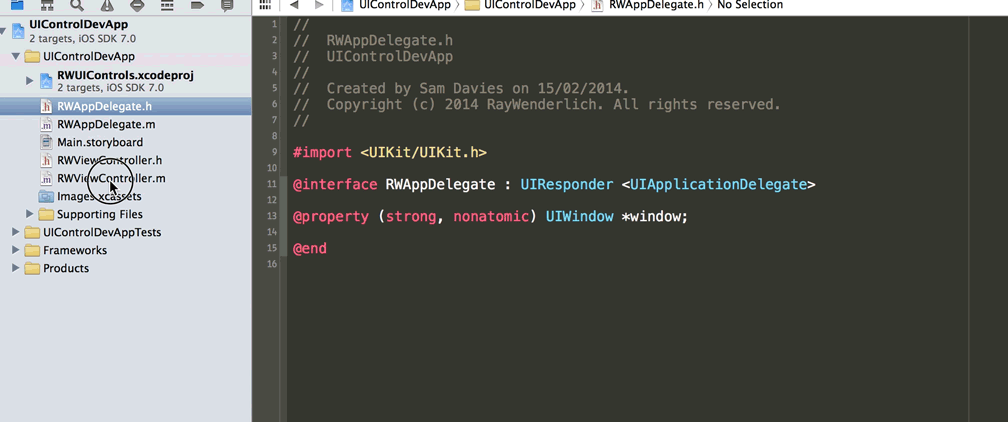 UIControlDevApp
2 targets, iOS SDK 7.0
UIControlDevApp
RWUIControls.xcodeproj
2 targets, iOS SDK 7.0
RWAppDelegate.h
RWAppDelegate.m
Main.storyboard
RWViewController.h
RWViewController.m
Images.xcassets
Supporting Files
UIControlDevAppTests
Frameworks
Products
UIControlDevApp 〉 UIControlDevApp 〉 RWAppDelegate.h 〉 No Selection
1 //
2 //  RWAppDelegate.h
3 //  UIControlDevApp
4 //
5 //  Created by Sam Davies on 15/02/2014.
6 //  Copyright (c) 2014 RayWenderlich. All rights reserved.
7 //
8
9 #import <UIKit/UIKit.h>
10
11 @interface RWAppDelegate : UIResponder <UIApplicationDelegate>
12
13 @property (strong, nonatomic) UIWindow *window;
14
15 @end
16